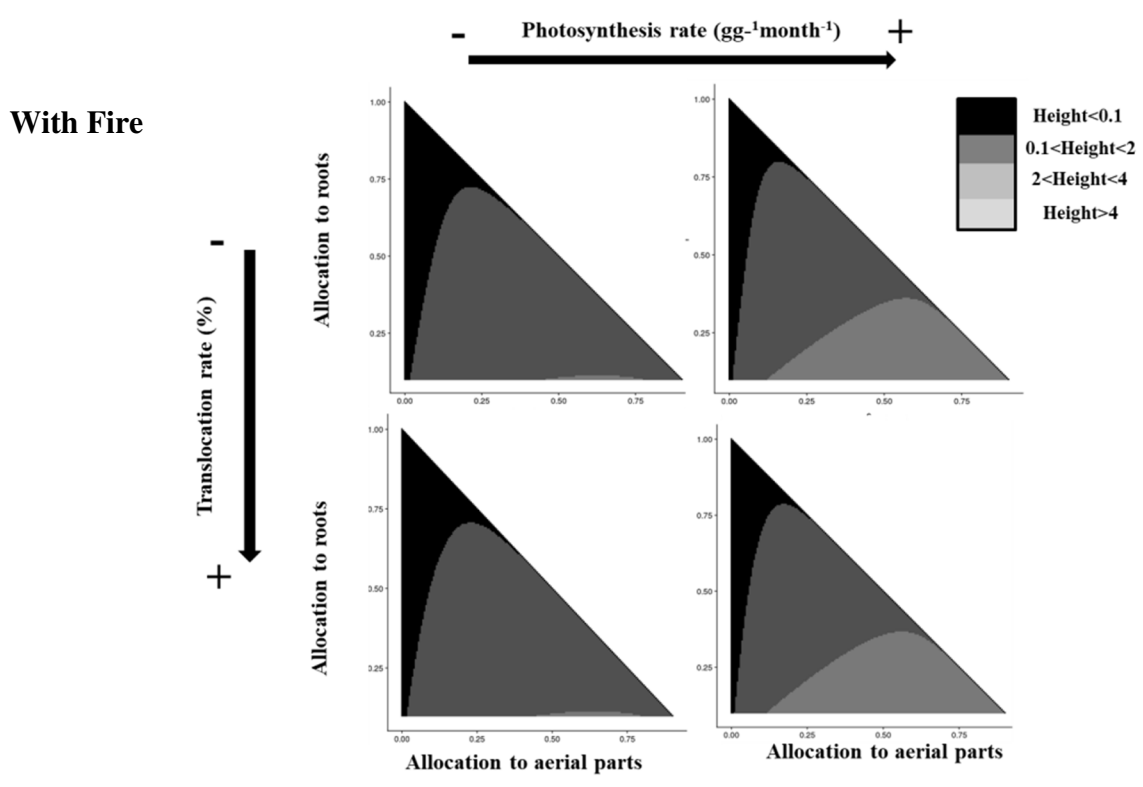 Photosynthesis rate (gg-¹month-¹)
- +
With Fire
Height<0.1
0.1<Height<2
2<Height<4
Height>4
-
Translocation rate (%)
+
Allocation to roots
1.00
0.75
0.50
0.25
0.00 0.25 0.50 0.75
1.00
0.75
0.50
0.25
0.00 0.25 0.50 0.75
Allocation to roots
1.00
0.75
0.50
0.25
0.00 0.25 0.50 0.75
Allocation to aerial parts
1.00
0.75
0.50
0.25
0.00 0.25 0.50 0.75
Allocation to aerial parts